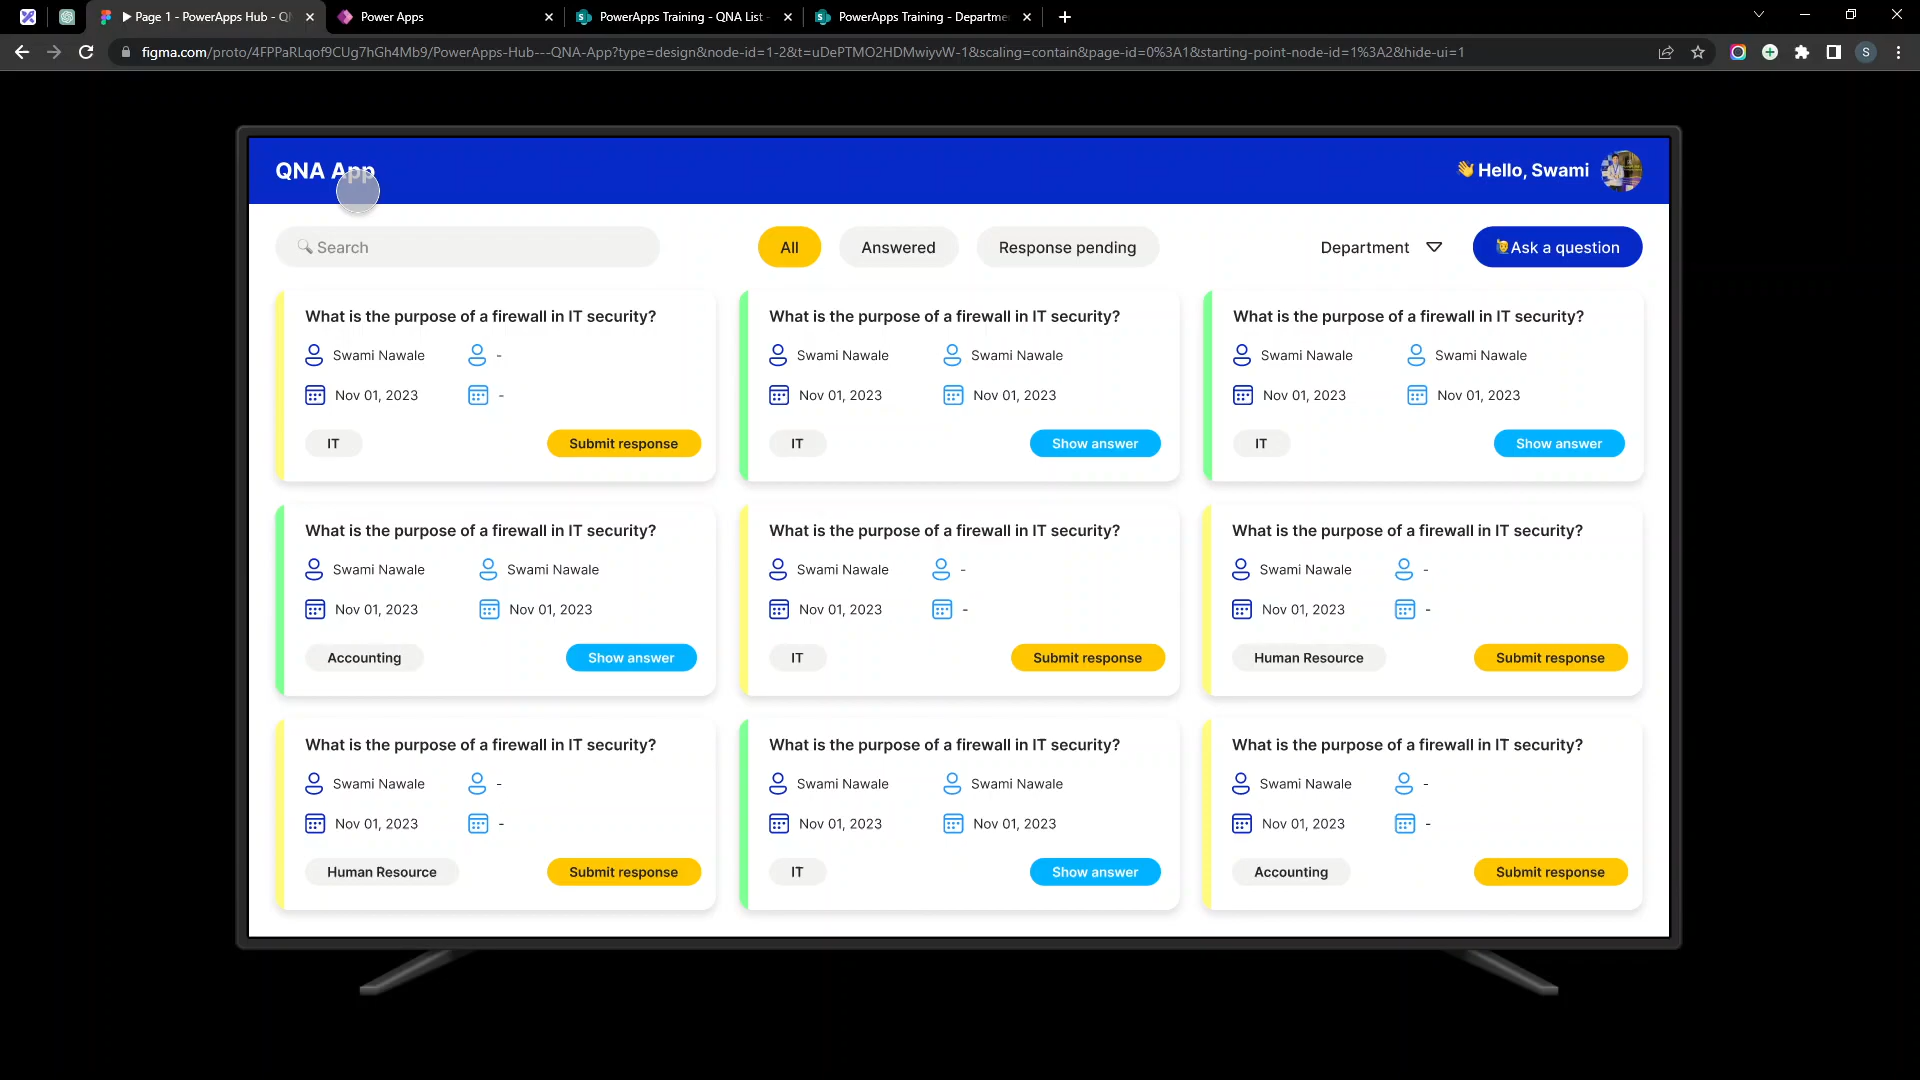 Page 1 - PowerApps Hub - QN
Power Apps
PowerApps Training - QNA List -
PowerApps Training - Departme
figma.com/proto/4FPPaRLqof9CUg7hGh4Mb9/PowerApps-Hub---QNA-App?type=design&node-id=1-2&t=uDePTMO2HDMwiyvW-1&scaling=contain&page-id=0%3A1&starting-point-node-id=1%3A2&hide-ui=1
S
QNA App
Hello, Swami
Search
All
Answered
Response pending
Department
Ask a question
What is the purpose of a firewall in IT security?
Swami Nawale -
Nov 01, 2023 -
IT
Submit response
What is the purpose of a firewall in IT security?
Swami Nawale Swami Nawale
Nov 01, 2023 Nov 01, 2023
IT
Show answer
What is the purpose of a firewall in IT security?
Swami Nawale Swami Nawale
Nov 01, 2023 Nov 01, 2023
IT
Show answer
What is the purpose of a firewall in IT security?
Swami Nawale Swami Nawale
Nov 01, 2023 Nov 01, 2023
Accounting
Show answer
What is the purpose of a firewall in IT security?
Swami Nawale -
Nov 01, 2023 -
IT
Submit response
What is the purpose of a firewall in IT security?
Swami Nawale -
Nov 01, 2023 -
Human Resource
Submit response
What is the purpose of a firewall in IT security?
Swami Nawale -
Nov 01, 2023 -
Human Resource
Submit response
What is the purpose of a firewall in IT security?
Swami Nawale Swami Nawale
Nov 01, 2023 Nov 01, 2023
IT
Show answer
What is the purpose of a firewall in IT security?
Swami Nawale -
Nov 01, 2023 -
Accounting
Submit response